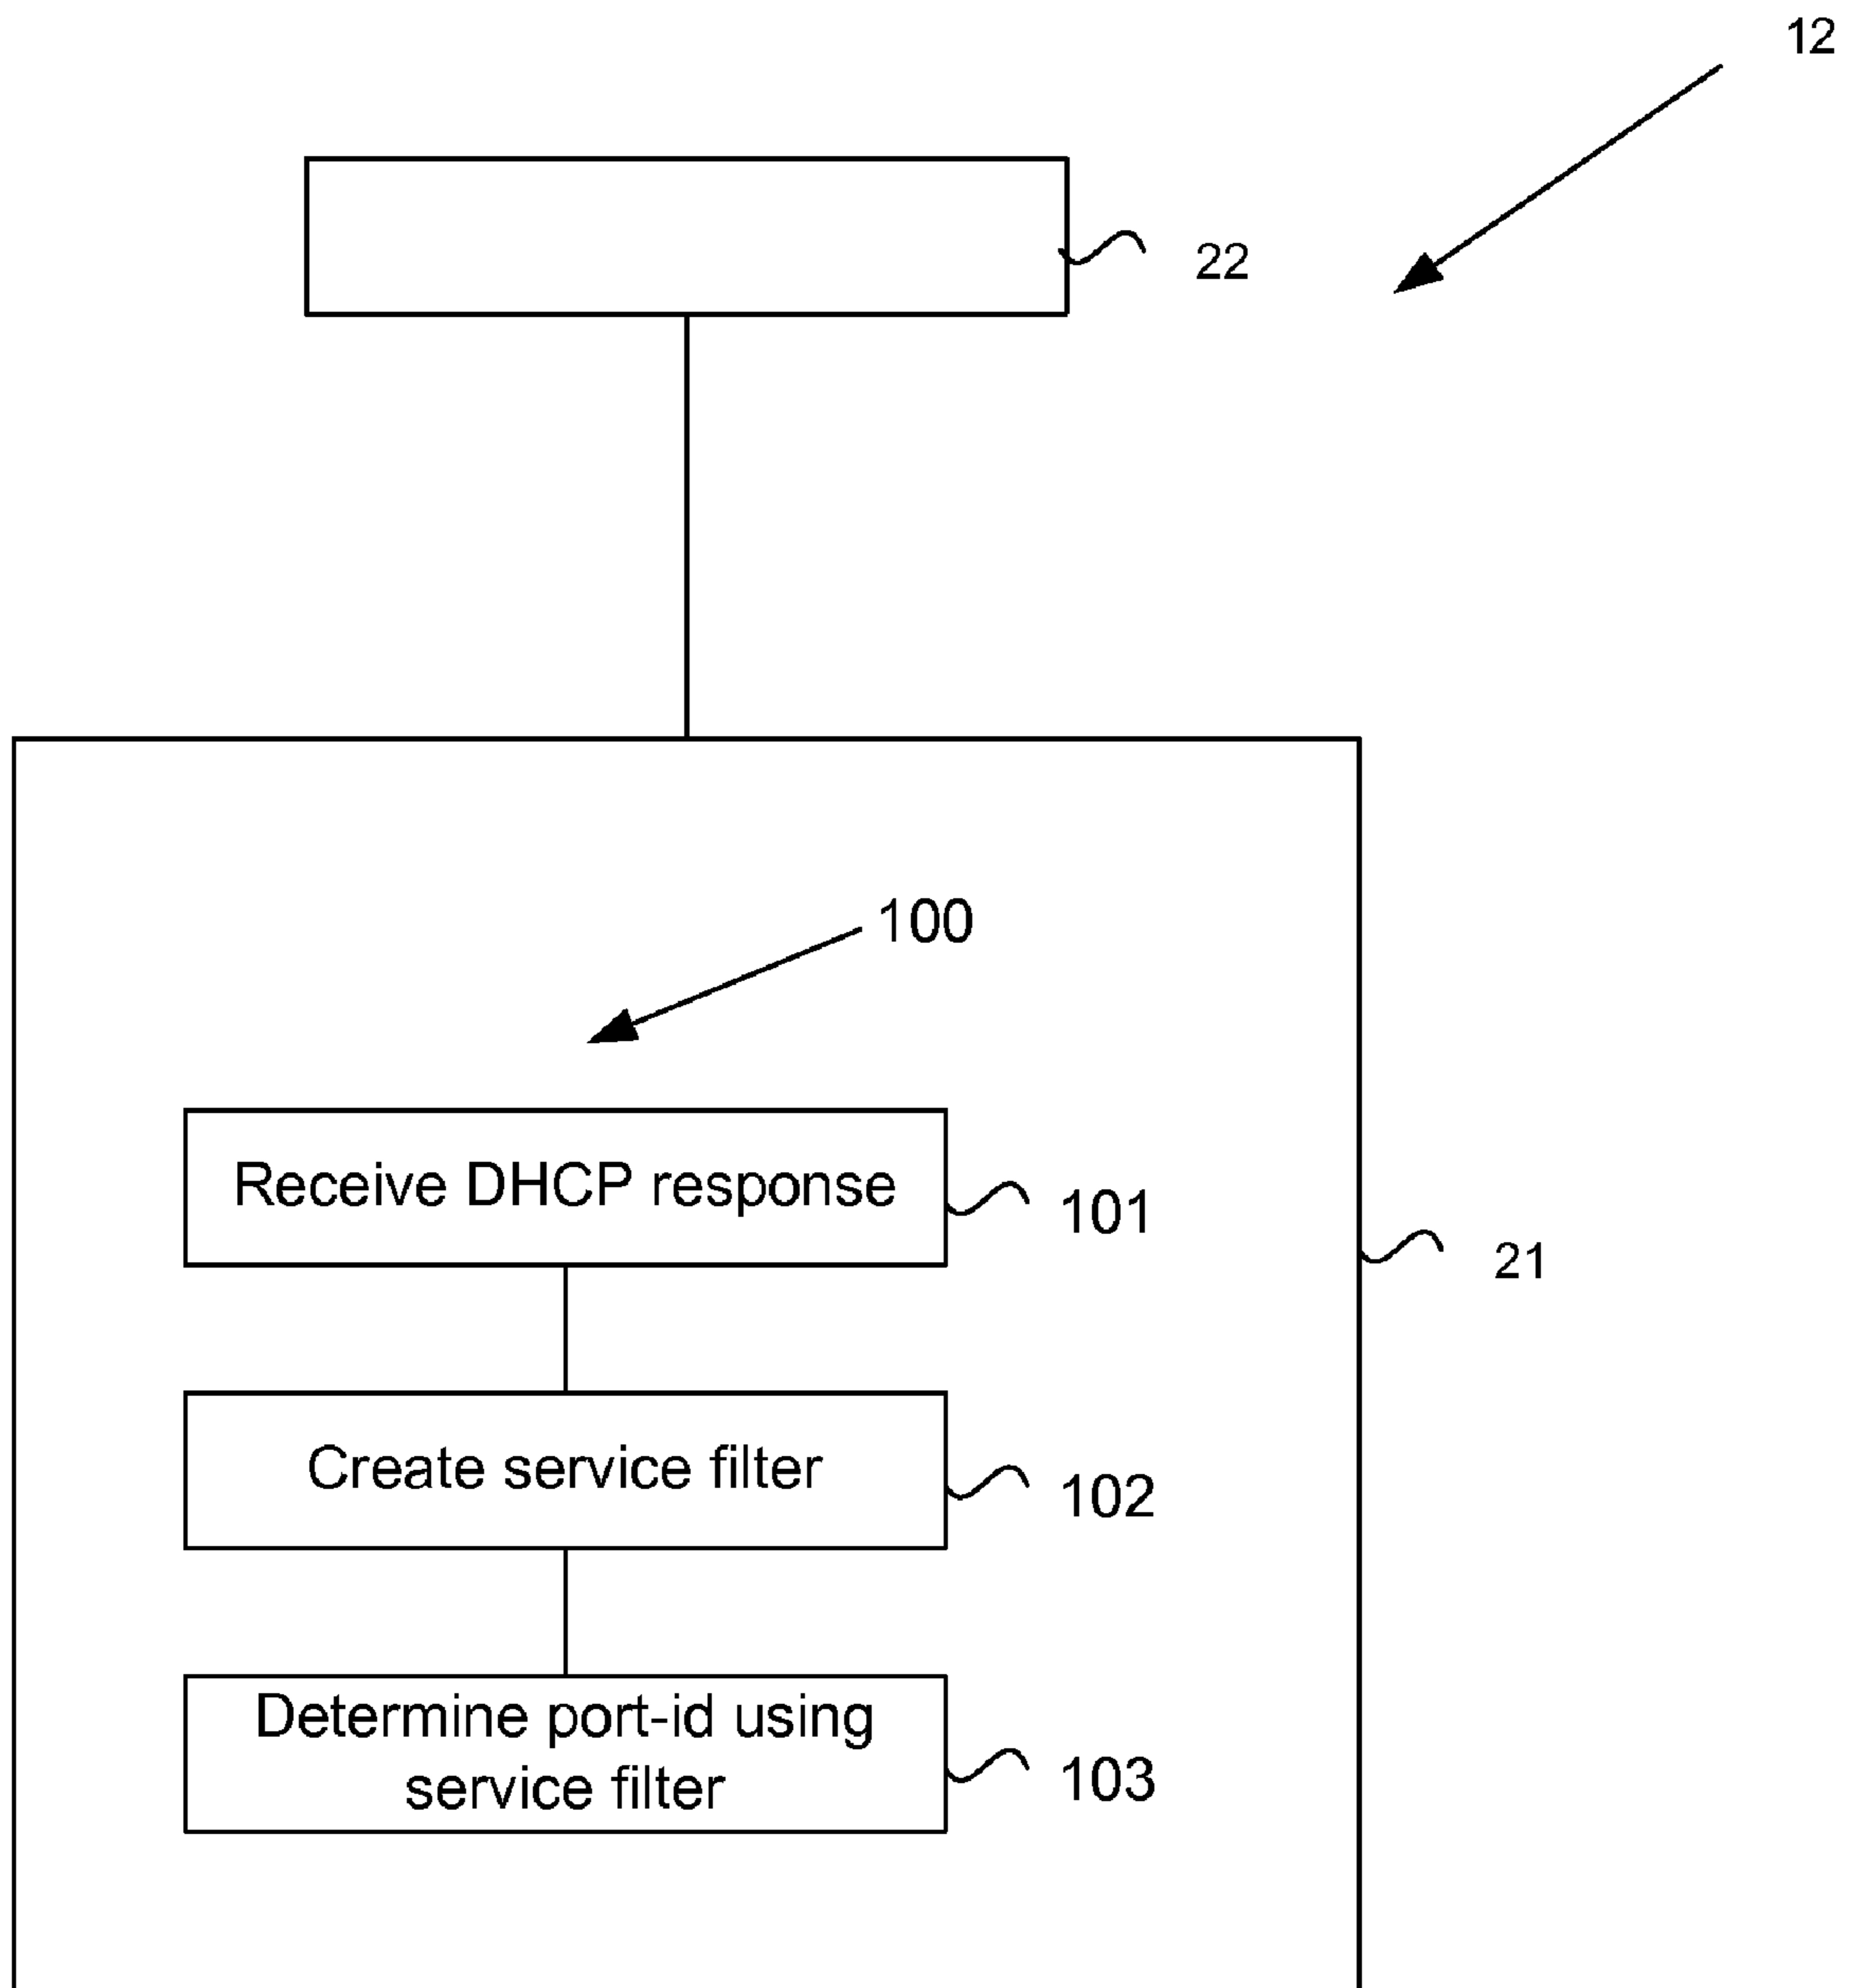 12
22
100
Receive DHCP response
101
21
Create service filter
102
Determine port-id using
service filter
103